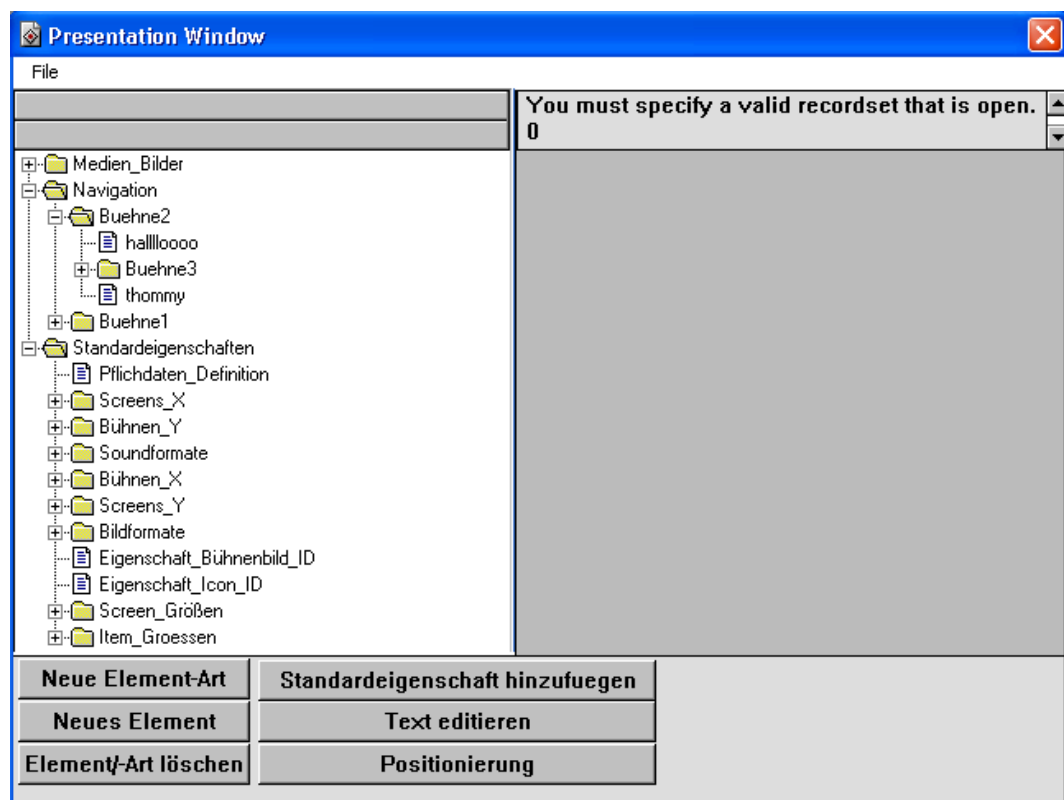 Presentation Window
File
You must specify a valid recordset that is open.
0
Medien_Bilder
Navigation
Buehne2
halllloooo
Buehne3
thommy
Buehne1
Standardeigenschaften
Pflichdaten_Definition
Screens_X
Bühnen_Y
Soundformate
Bühnen_X
Screens_Y
Bildformate
Eigenschaft_Bühnenbild_ID
Eigenschaft_Icon_ID
Screen_Größen
Item_Groessen
Neue Element-Art
Standardeigenschaft hinzufuegen
Neues Element
Text editieren
Element/-Art löschen
Positionierung